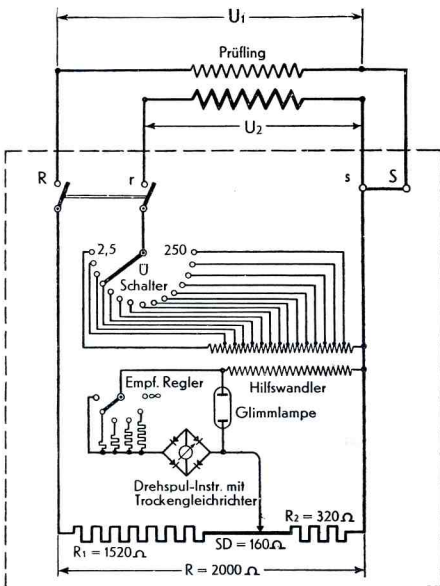 U₁
Prüfling
U₂
R
r
s
S
2,5
Ü
250
Schalter
Empf. Regler
∞
Hilfswandler
Glimmlampe
Drehspul-Instr. mit
Trockengleichrichter
R₁ = 1520 Ω
SD = 160 Ω
R₂ = 320 Ω
R = 2000 Ω